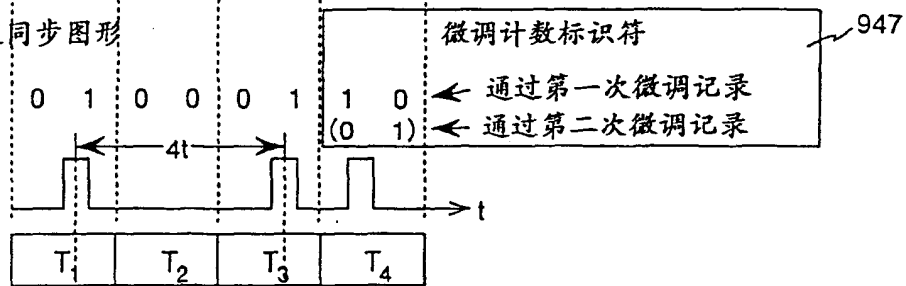 同步图形
微调计数标识符
947
0 1 0 0 0 1 1 0 通过第一次微调记录
(0 1) 通过第二次微调记录
4t
t
T1 T2 T3 T4